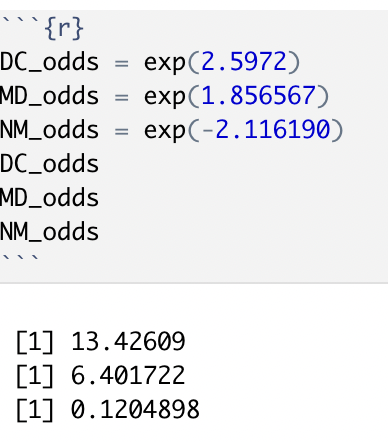 ```{r}
DC_odds = exp(2.5972)
MD_odds = exp(1.856567)
NM_odds = exp(-2.116190)
DC_odds
MD_odds
NM_odds
```
[1] 13.42609
[1] 6.401722
[1] 0.1204898